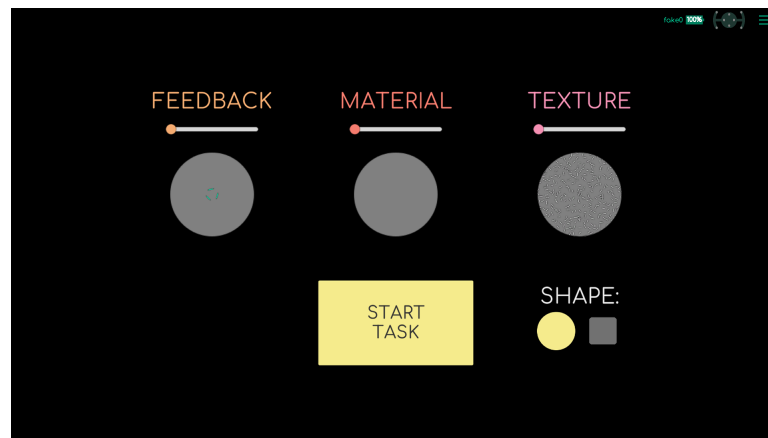 fake0 100%
FEEDBACK MATERIAL TEXTURE
START
TASK
SHAPE: